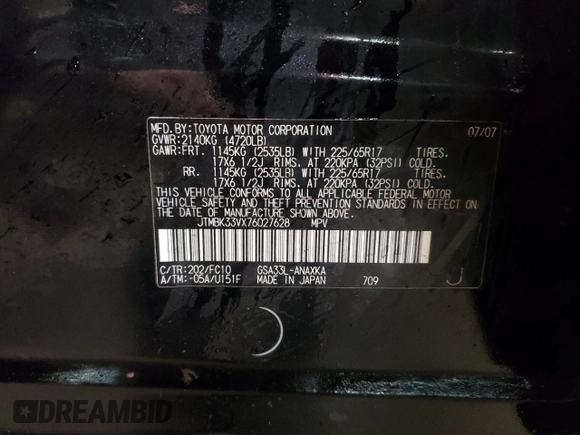 MFD.BY:TOYOTA MOTOR CORPORATION 07/07
GVWR:2140KG (4720LB)
GAWR:FRT. 1145KG (2535LB) WITH 225/65R17 TIRES.
17X6 1/2J RIMS. AT 220KPA (32PSI) COLD.
RR. 1145KG (2535LB) WITH 225/65R17 TIRES.
17X6 1/2J RIMS. AT 220KPA (32PSI) COLD.
THIS VEHICLE CONFORMS TO ALL APPLICABLE FEDERAL MOTOR
VEHICLE SAFETY AND THEFT PREVENTION STANDARDS IN EFFECT ON
THE DATE OF MANUFACTURE SHOWN ABOVE.
JTMBK33VX76027628 MPV
C/TR:202/FC10 GSA33L-ANAXKA
A/TM:-05A/U151F MADE IN JAPAN 709 J
DREAMBID